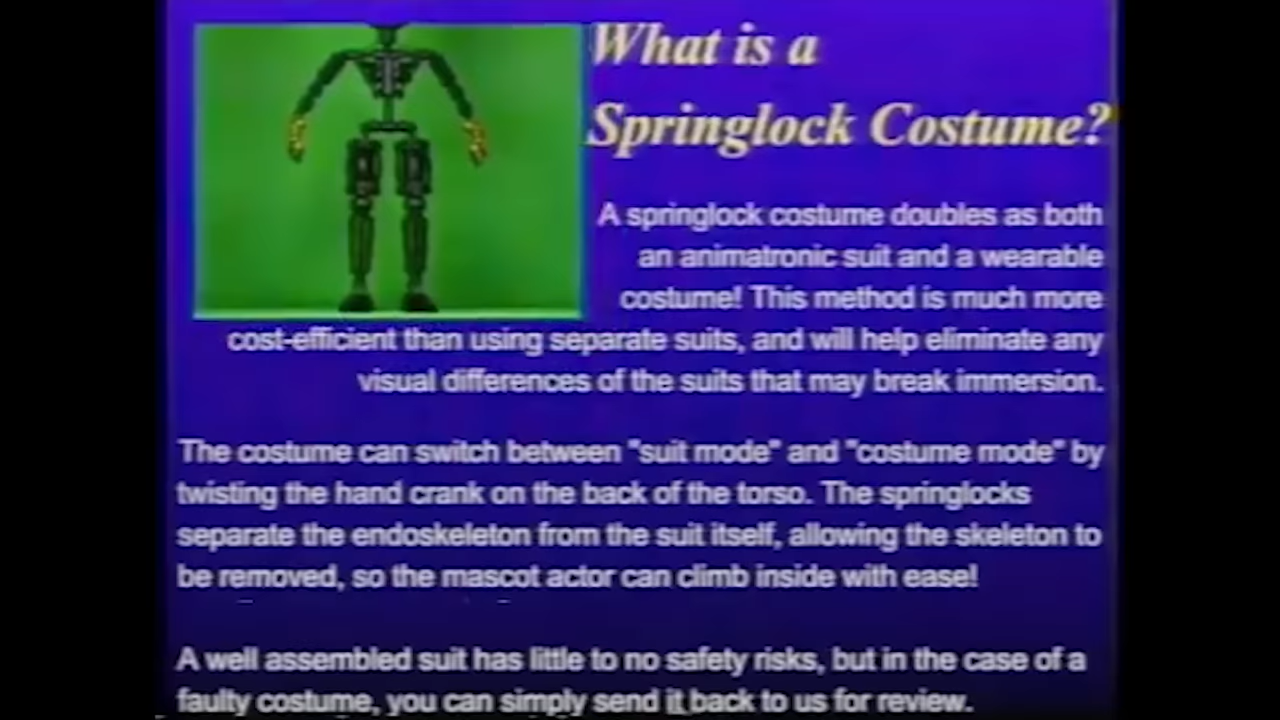 What is a
Springlock Costume?
A springlock costume doubles as both
an animatronic suit and a wearable
costume! This method is much more
cost-efficient than using separate suits, and will help eliminate any
visual differences of the suits that may break immersion.
The costume can switch between "suit mode" and "costume mode" by
twisting the hand crank on the back of the torso. The springlocks
separate the endoskeleton from the suit itself, allowing the skeleton to
be removed, so the mascot actor can climb inside with ease!
A well assembled suit has little to no safety risks, but in the case of a
faulty costume, you can simply send it back to us for review.